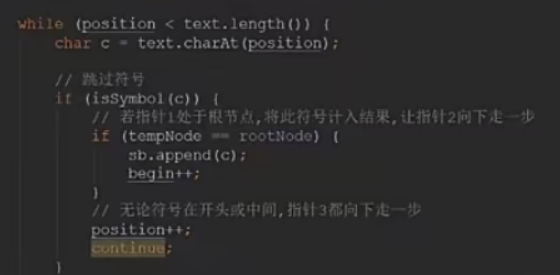 while (position < text.length()) {
char c = text.charAt(position);
// 跳过符号
if (isSymbol(c)) {
// 若指针1处于根节点,将此符号计入结果,让指针2向下走一步
if (tempNode == rootNode) {
sb.append(c);
begin++;
}
// 无论符号在开头或中间,指针3都向下走一步
position++;
continue;
}